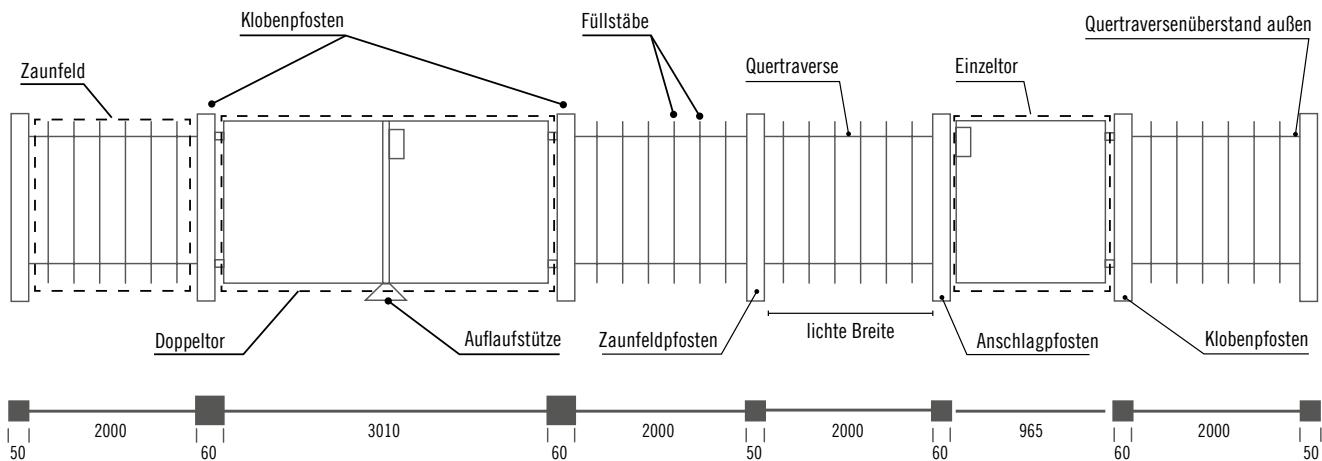 Klobenpfosten
Füllstäbe
Quertraversenüberstand außen
Zaunfeld
Quertraverse
Einzeltor
Doppeltor
Auflaufstütze
Zaunfeldpfosten
lichte Breite
Anschlagpfosten
Klobenpfosten
2000
3010
2000
2000
965
2000
50
60
60
50
60
60
50